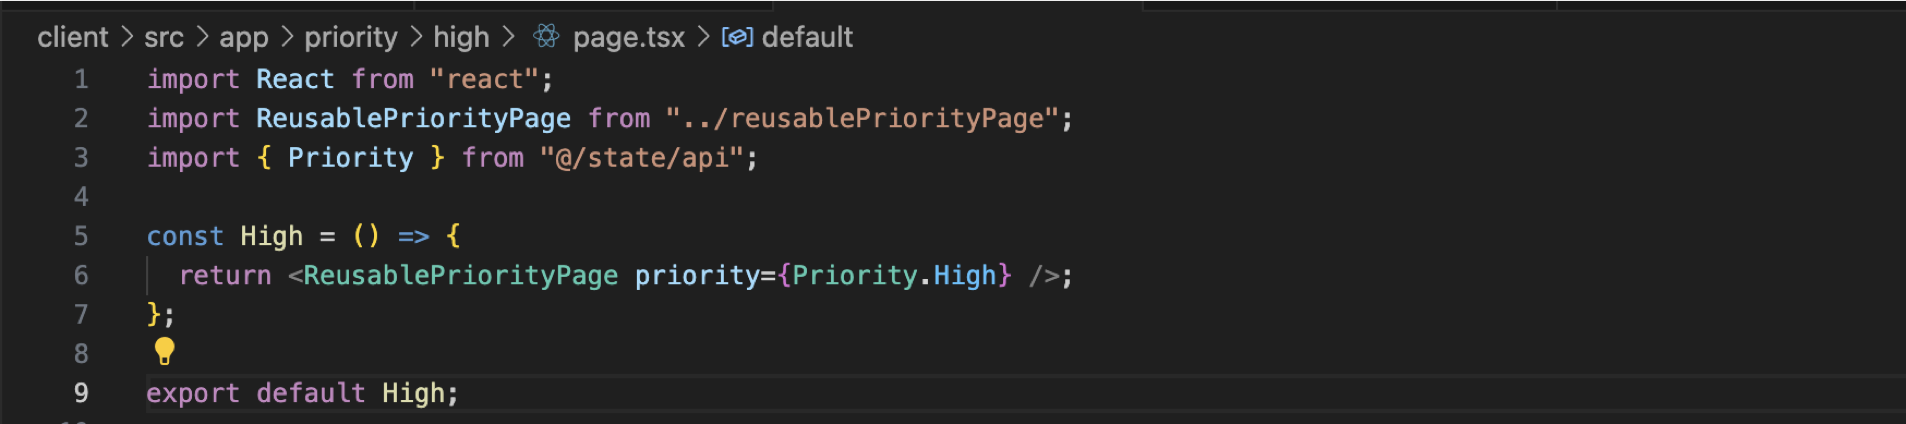 client > src > app > priority > high > page.tsx > default
1 import React from "react";
2 import ReusablePriorityPage from "../reusablePriorityPage";
3 import { Priority } from "@/state/api";
4
5 const High = () => {
6   return <ReusablePriorityPage priority={Priority.High} />;
7 };
8
9 export default High;